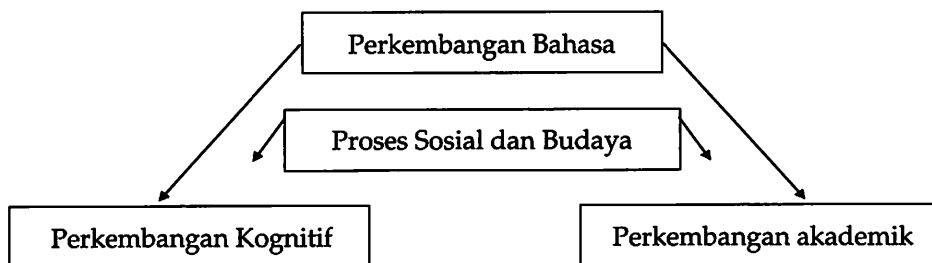 Perkembangan Bahasa
Proses Sosial dan Budaya
Perkembangan Kognitif
Perkembangan akademik